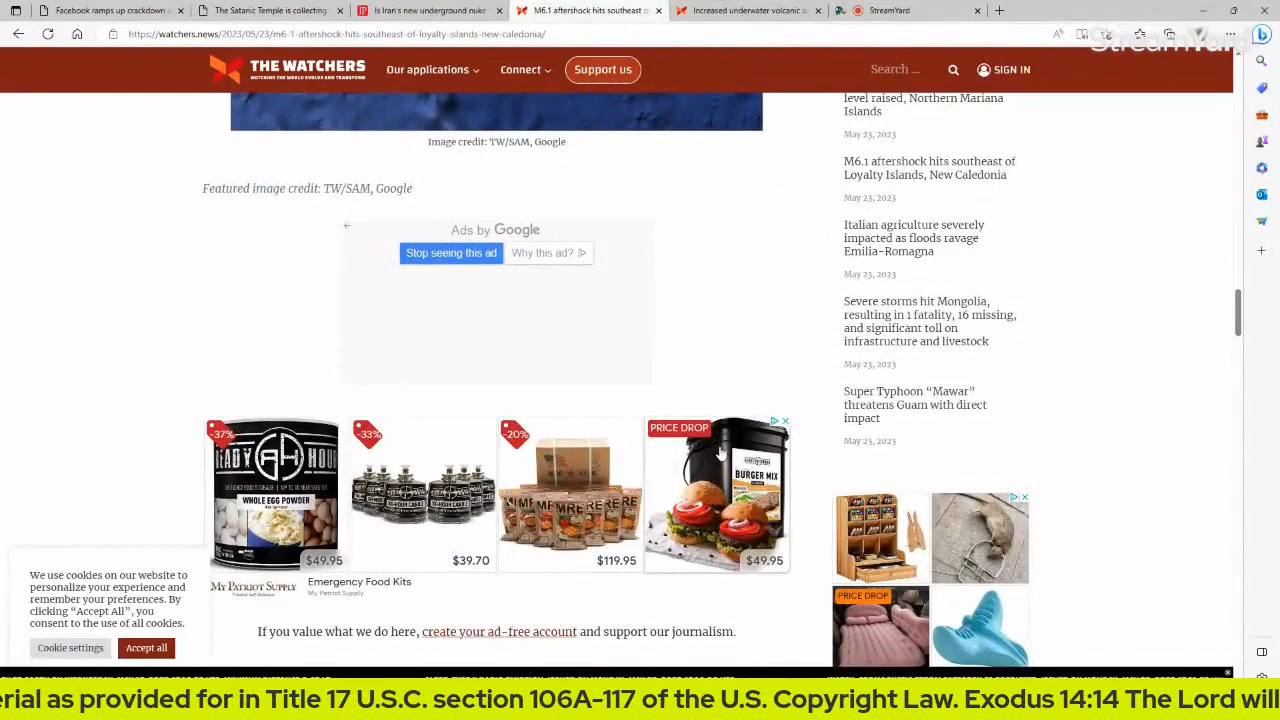 Facebook ramps up crackdown o
The Satanic Temple is collecting
Is Iran's new underground nuke
M6.1 aftershock hits southeast o
Increased underwater volcanic a
StreamYard
https://watchers.news/2023/05/23/m6-1-aftershock-hits-southeast-of-loyalty-islands-new-caledonia/
THE WATCHERS
WATCHING THE WORLD EVOLVE AND TRANSFORM
Our applications
Connect
Support us
Search ...
SIGN IN
Image credit: TW/SAM, Google
Featured image credit: TW/SAM, Google
Ads by Google
Stop seeing this ad
Why this ad?
-37%
READY HOUR
WHOLE EGG POWDER
$49.95
-33%
$39.70
-20%
MRE
$119.95
PRICE DROP
BURGER MIX
$49.95
MY PATRIOT SUPPLY
Emergency Food Kits
My Patriot Supply
If you value what we do here, create your ad-free account and support our journalism.
level raised, Northern Mariana
Islands
May 23, 2023
M6.1 aftershock hits southeast of
Loyalty Islands, New Caledonia
May 23, 2023
Italian agriculture severely
impacted as floods ravage
Emilia-Romagna
May 23, 2023
Severe storms hit Mongolia,
resulting in 1 fatality, 16 missing,
and significant toll on
infrastructure and livestock
May 23, 2023
Super Typhoon “Mawar”
threatens Guam with direct
impact
May 23, 2023
PRICE DROP
We use cookies on our website to
personalize your experience and
remember your preferences. By
clicking “Accept All”, you
consent to the use of all cookies.
Cookie settings
Accept all
erial as provided for in Title 17 U.S.C. section 106A-117 of the U.S. Copyright Law. Exodus 14:14 The Lord will